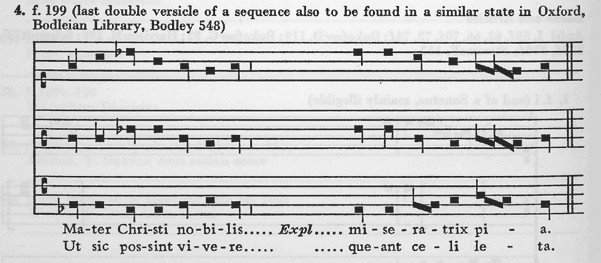 4. f. 199 (last double versicle of a sequence also to be found in a similar state in Oxford,
Bodleian Library, Bodley 548)
Ma-ter Chri-sti no-bi-lis..... Expl..... mi-se-ra-trix pi - a.
Ut sic pos-sint vi-ve-re..... ..... que-ant ce-li le - ta.